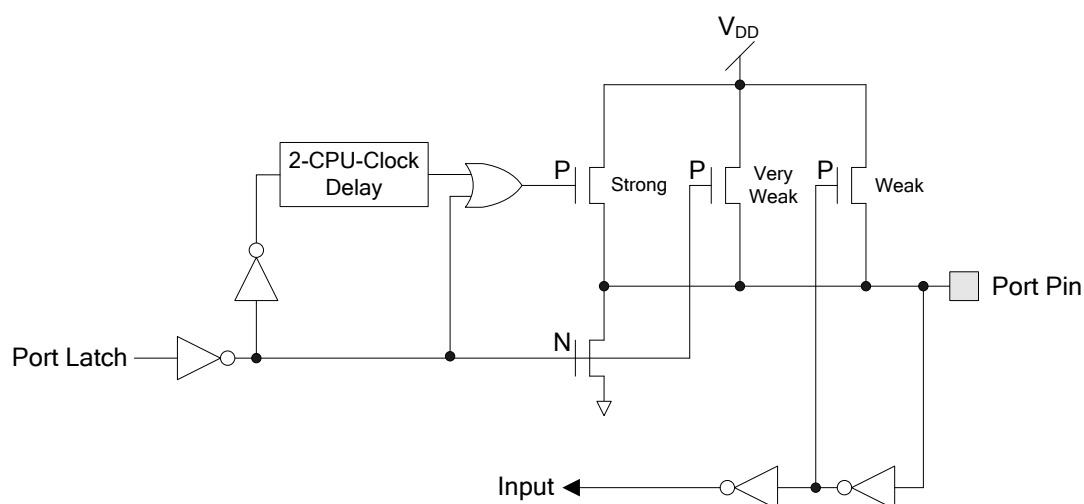 VDD
2-CPU-Clock
Delay
P
Strong
P
Very
Weak
P
Weak
Port Pin
Port Latch
N
Input